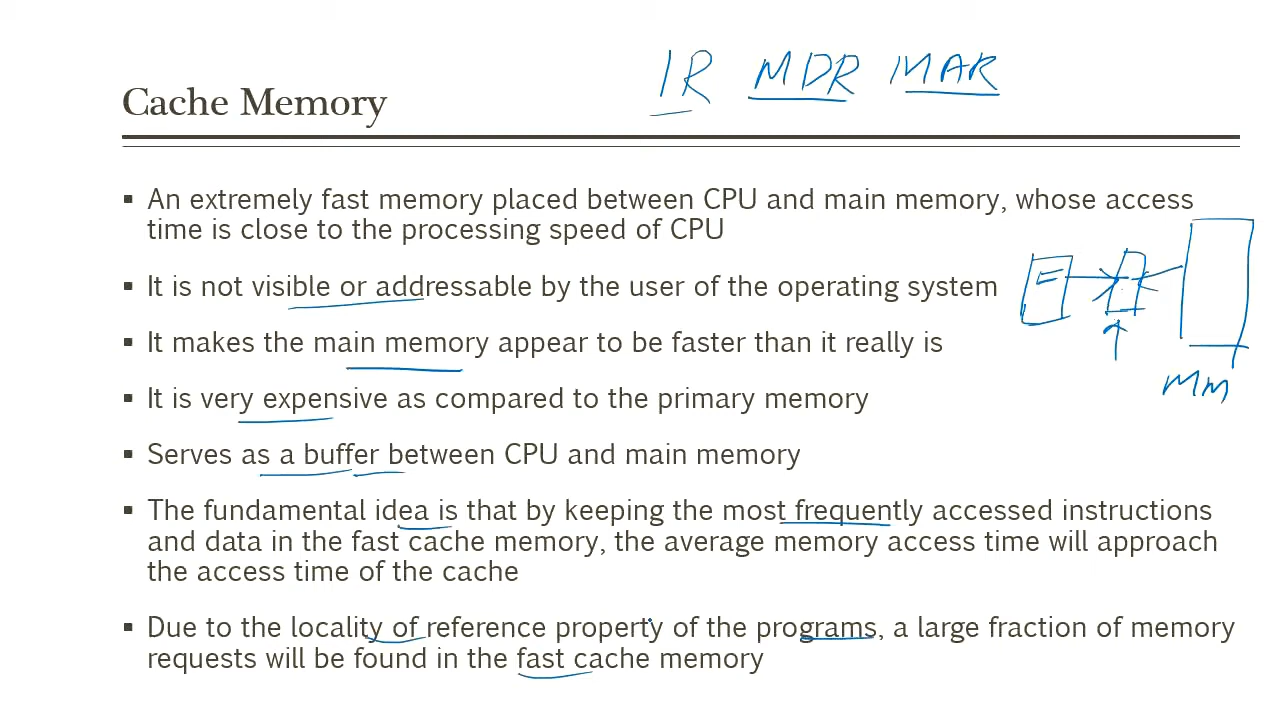 IR MDR MAR
Cache Memory
▪ An extremely fast memory placed between CPU and main memory, whose access
time is close to the processing speed of CPU
▪ It is not visible or addressable by the user of the operating system
▪ It makes the main memory appear to be faster than it really is
▪ It is very expensive as compared to the primary memory
Mm
▪ Serves as a buffer between CPU and main memory
▪ The fundamental idea is that by keeping the most frequently accessed instructions
and data in the fast cache memory, the average memory access time will approach
the access time of the cache
▪ Due to the locality of reference property of the programs, a large fraction of memory
requests will be found in the fast cache memory